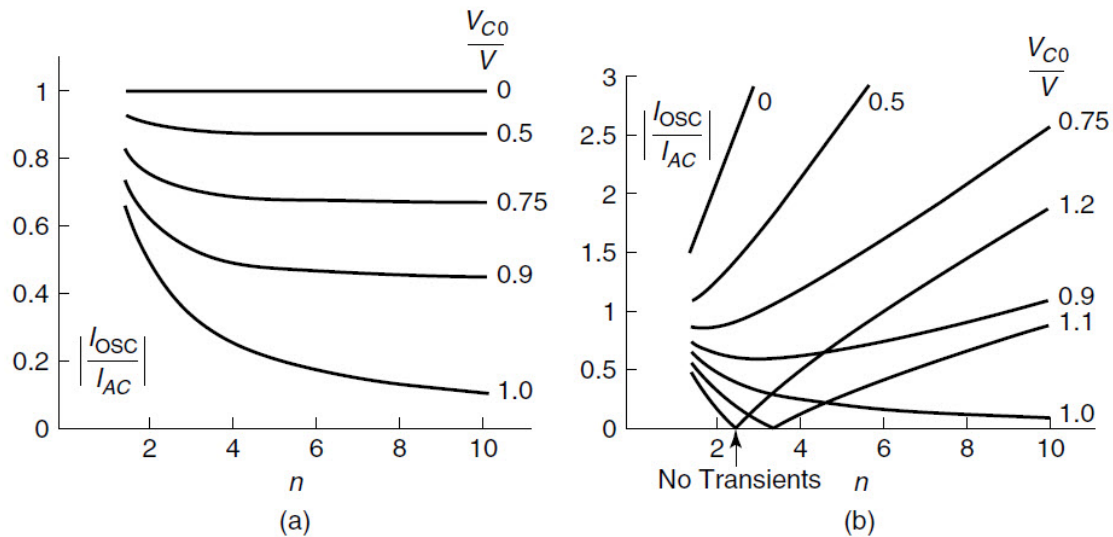 V_C0
V
0
0.5
0.75
0.9
1.0
1
0.8
0.6
0.4
0.2
0
| I_OSC |
| I_AC |
2 4 6 8 10
n
(a)
V_C0
V
3
2.5
2
1.5
1
0.5
0
| I_OSC |
| I_AC |
0
0.5
0.75
1.2
0.9
1.1
1.0
2 4 6 8 10
No Transients n
(b)